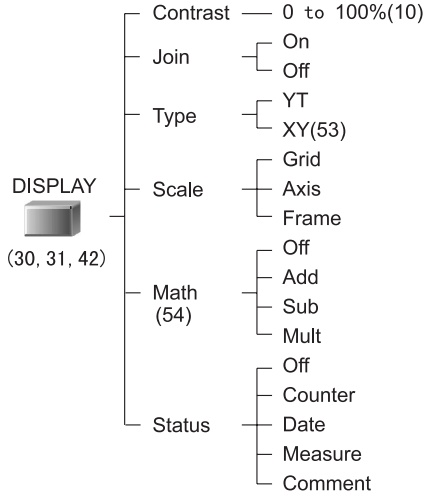 Contrast 0 to 100%(10)
Join On
Off
Type YT
XY(53)
DISPLAY
(30, 31, 42)
Scale Grid
Axis
Frame
Math
(54)
Off
Add
Sub
Mult
Status Off
Counter
Date
Measure
Comment